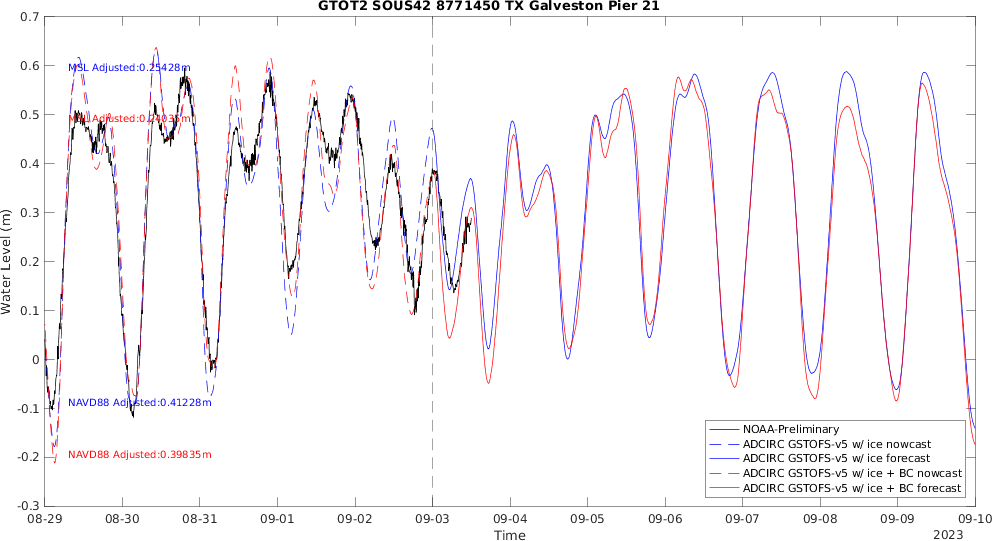 GTOT2 SOUS42 8771450 TX Galveston Pier 21
0.7
0.6
0.5
0.4
0.3
0.2
0.1
0
-0.1
-0.2
-0.3
Water Level (m)
MSL Adjusted:0.25428m
MSL Adjusted:0.24035m
NAVD88 Adjusted:0.41228m
NAVD88 Adjusted:0.39835m
NOAA-Preliminary
ADCIRC GSTOFS-v5 w/ ice nowcast
ADCIRC GSTOFS-v5 w/ ice forecast
ADCIRC GSTOFS-v5 w/ ice + BC nowcast
ADCIRC GSTOFS-v5 w/ ice + BC forecast
08-29 08-30 08-31 09-01 09-02 09-03 09-04 09-05 09-06 09-07 09-08 09-09 09-10
Time
2023